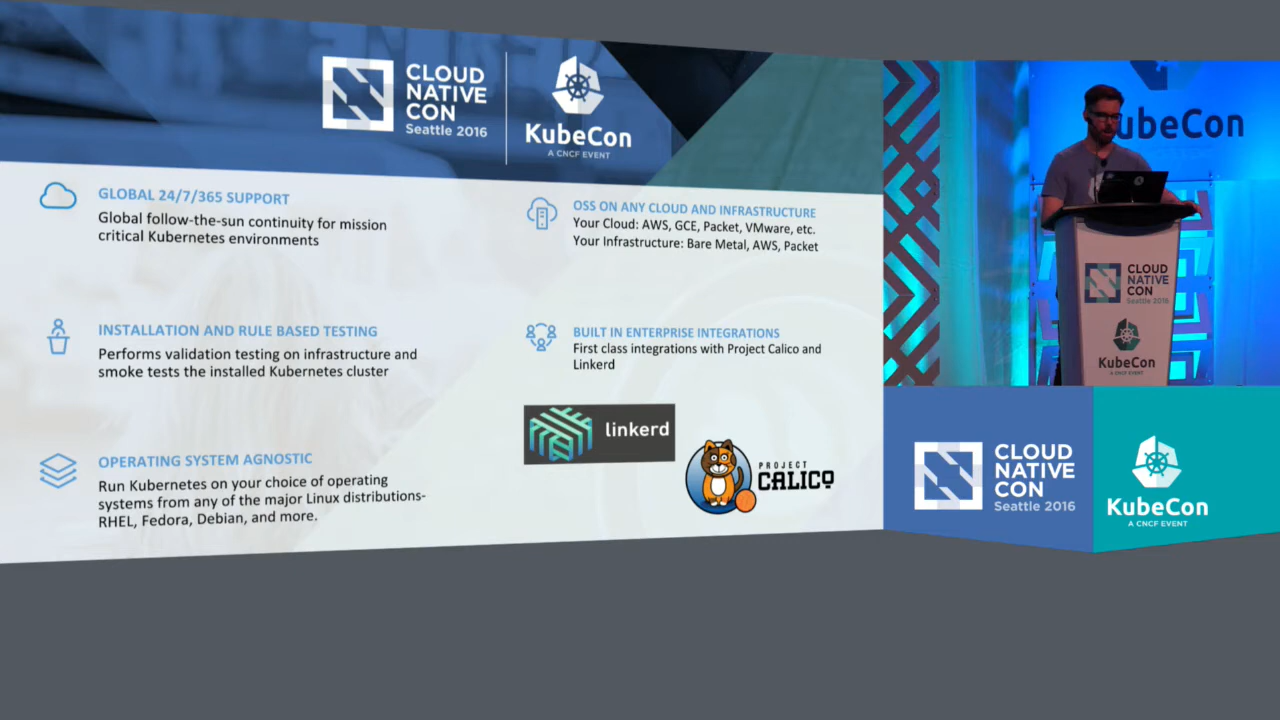 CLOUD
NATIVE
CON
Seattle 2016
KubeCon
A CNCF EVENT
GLOBAL 24/7/365 SUPPORT
Global follow-the-sun continuity for mission
critical Kubernetes environments
INSTALLATION AND RULE BASED TESTING
Performs validation testing on infrastructure and
smoke tests the installed Kubernetes cluster
OPERATING SYSTEM AGNOSTIC
Run Kubernetes on your choice of operating
systems from any of the major Linux distributions-
RHEL, Fedora, Debian, and more.
OSS ON ANY CLOUD AND INFRASTRUCTURE
Your Cloud: AWS, GCE, Packet, VMware, etc.
Your Infrastructure: Bare Metal, AWS, Packet
BUILT IN ENTERPRISE INTEGRATIONS
First class integrations with Project Calico and
Linkerd
linkerd
PROJECT
CALICO
ubeCon
CLOUD
NATIVE
CON
Seattle 2016
KubeCon
A CNCF EVENT
CLOUD
NATIVE
CON
Seattle 2016
KubeCon
A CNCF EVENT